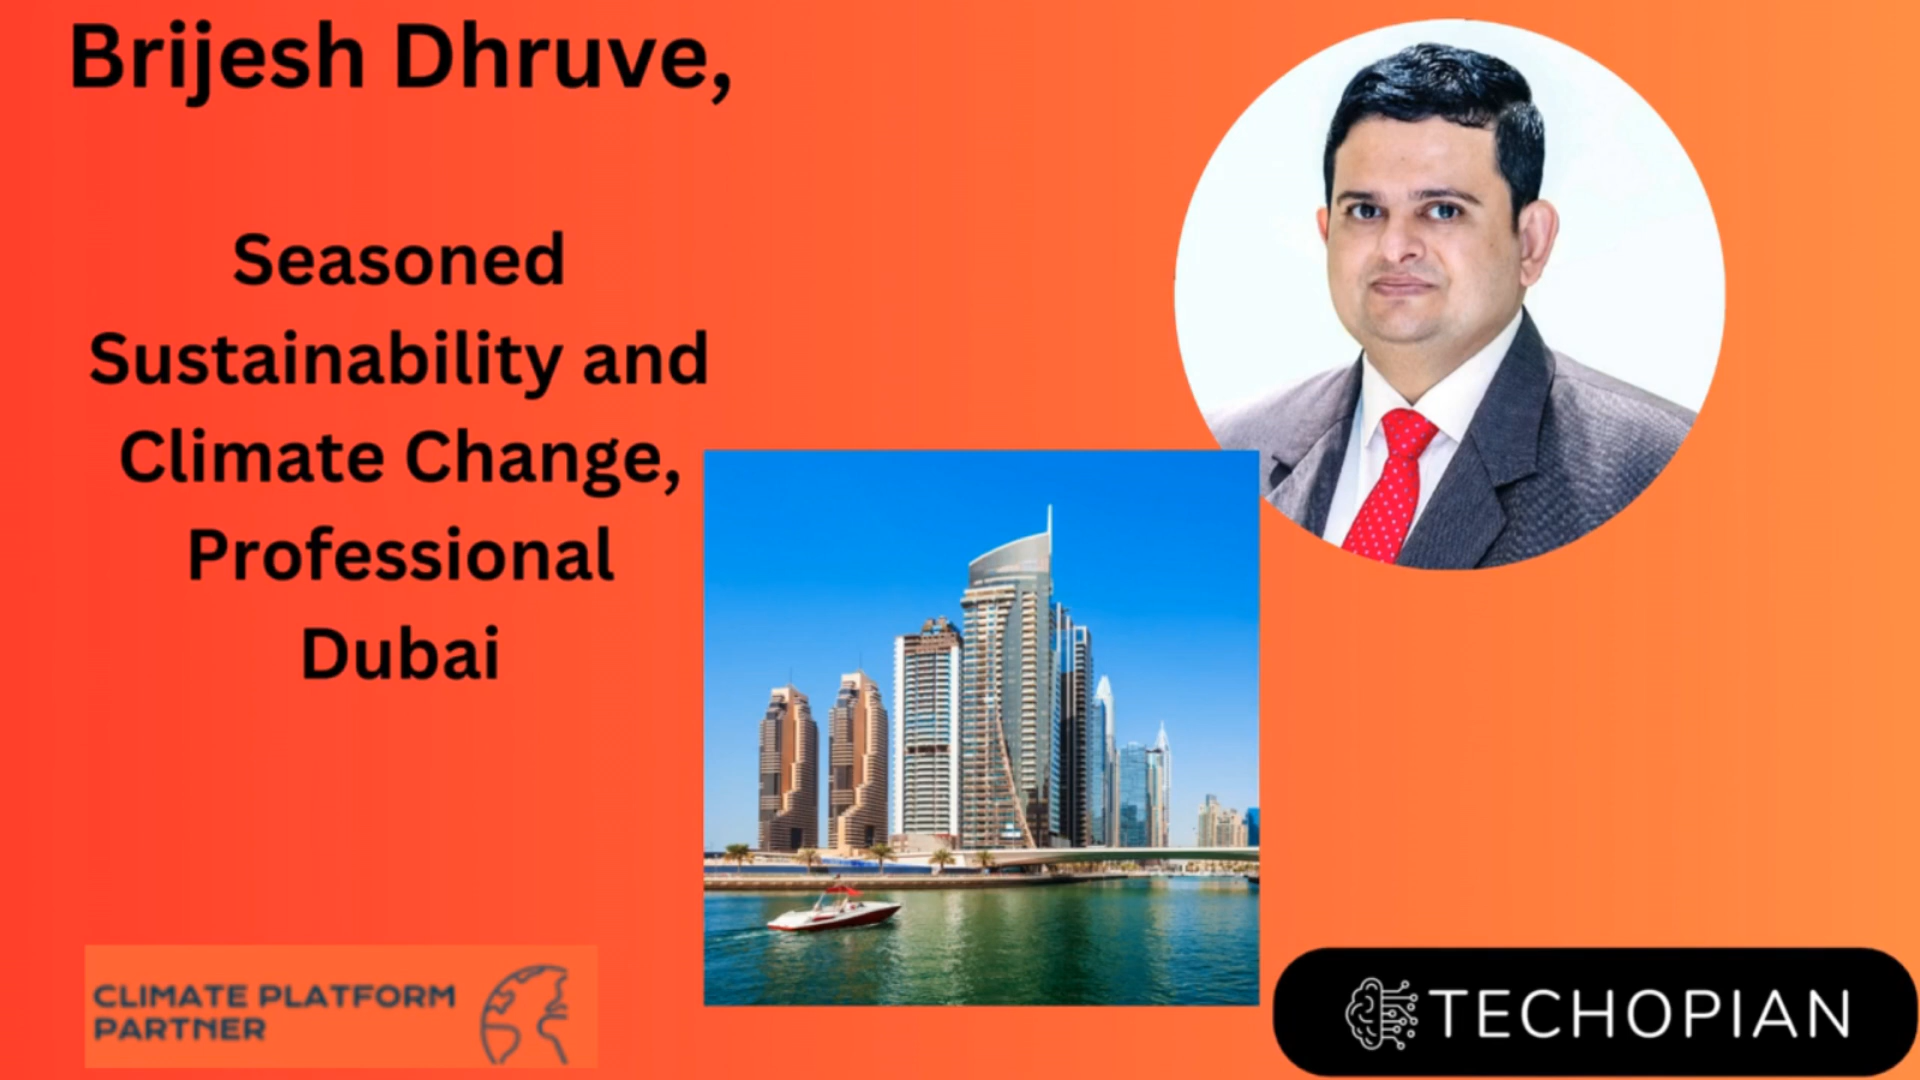 Brijesh Dhruve,
Seasoned
Sustainability and
Climate Change,
Professional
Dubai
CLIMATE PLATFORM
PARTNER
TECHOPIAN